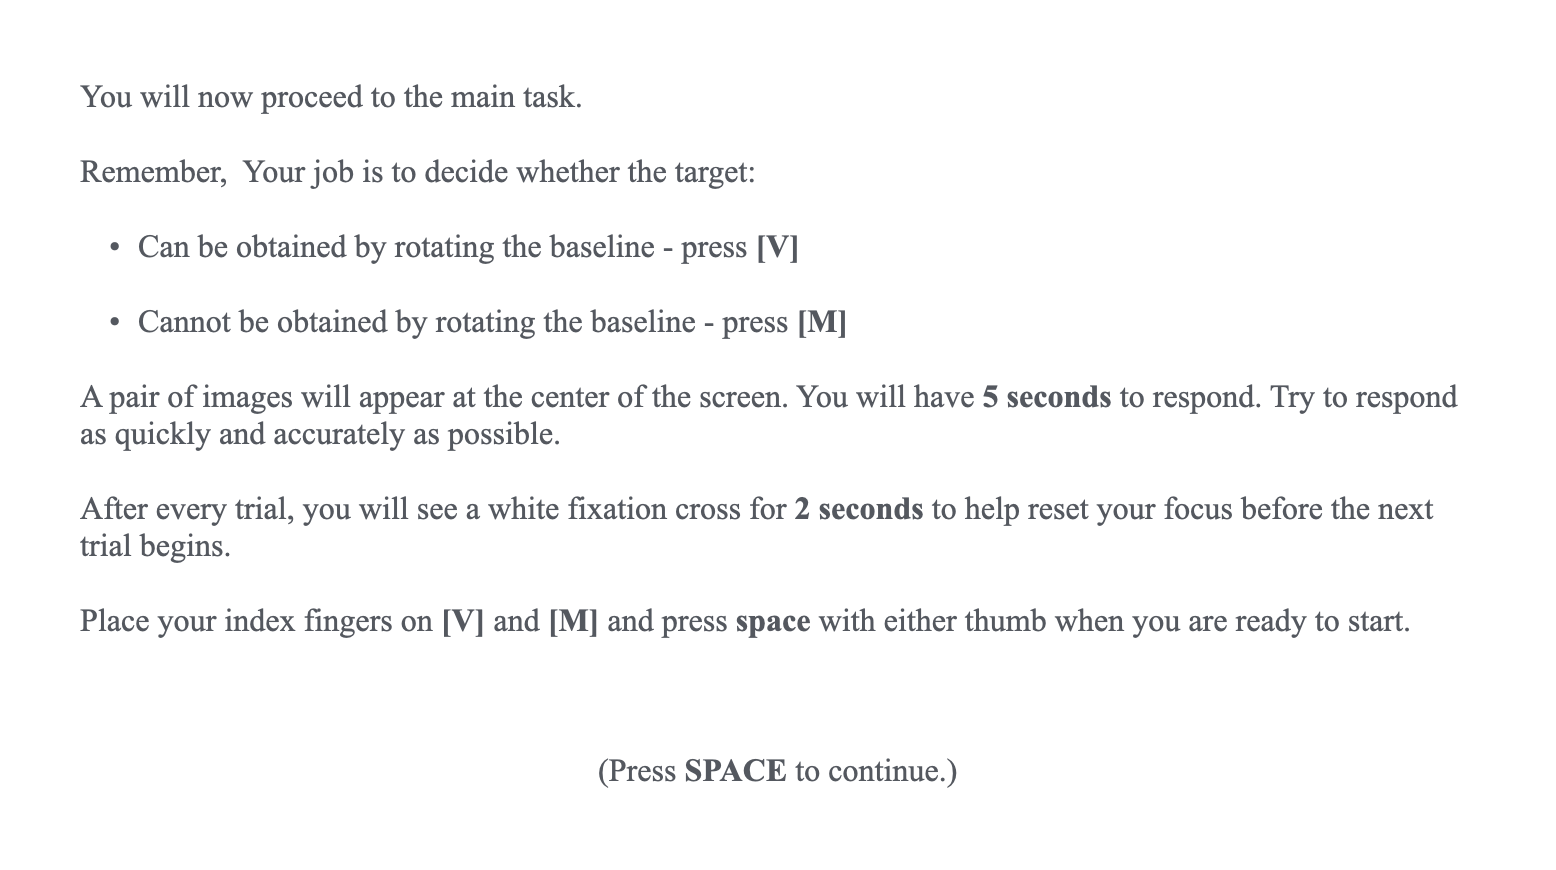 You will now proceed to the main task.
Remember,  Your job is to decide whether the target:
• Can be obtained by rotating the baseline - press [V]
• Cannot be obtained by rotating the baseline - press [M]
A pair of images will appear at the center of the screen. You will have 5 seconds to respond. Try to respond
as quickly and accurately as possible.
After every trial, you will see a white fixation cross for 2 seconds to help reset your focus before the next
trial begins.
Place your index fingers on [V] and [M] and press space with either thumb when you are ready to start.
(Press SPACE to continue.)